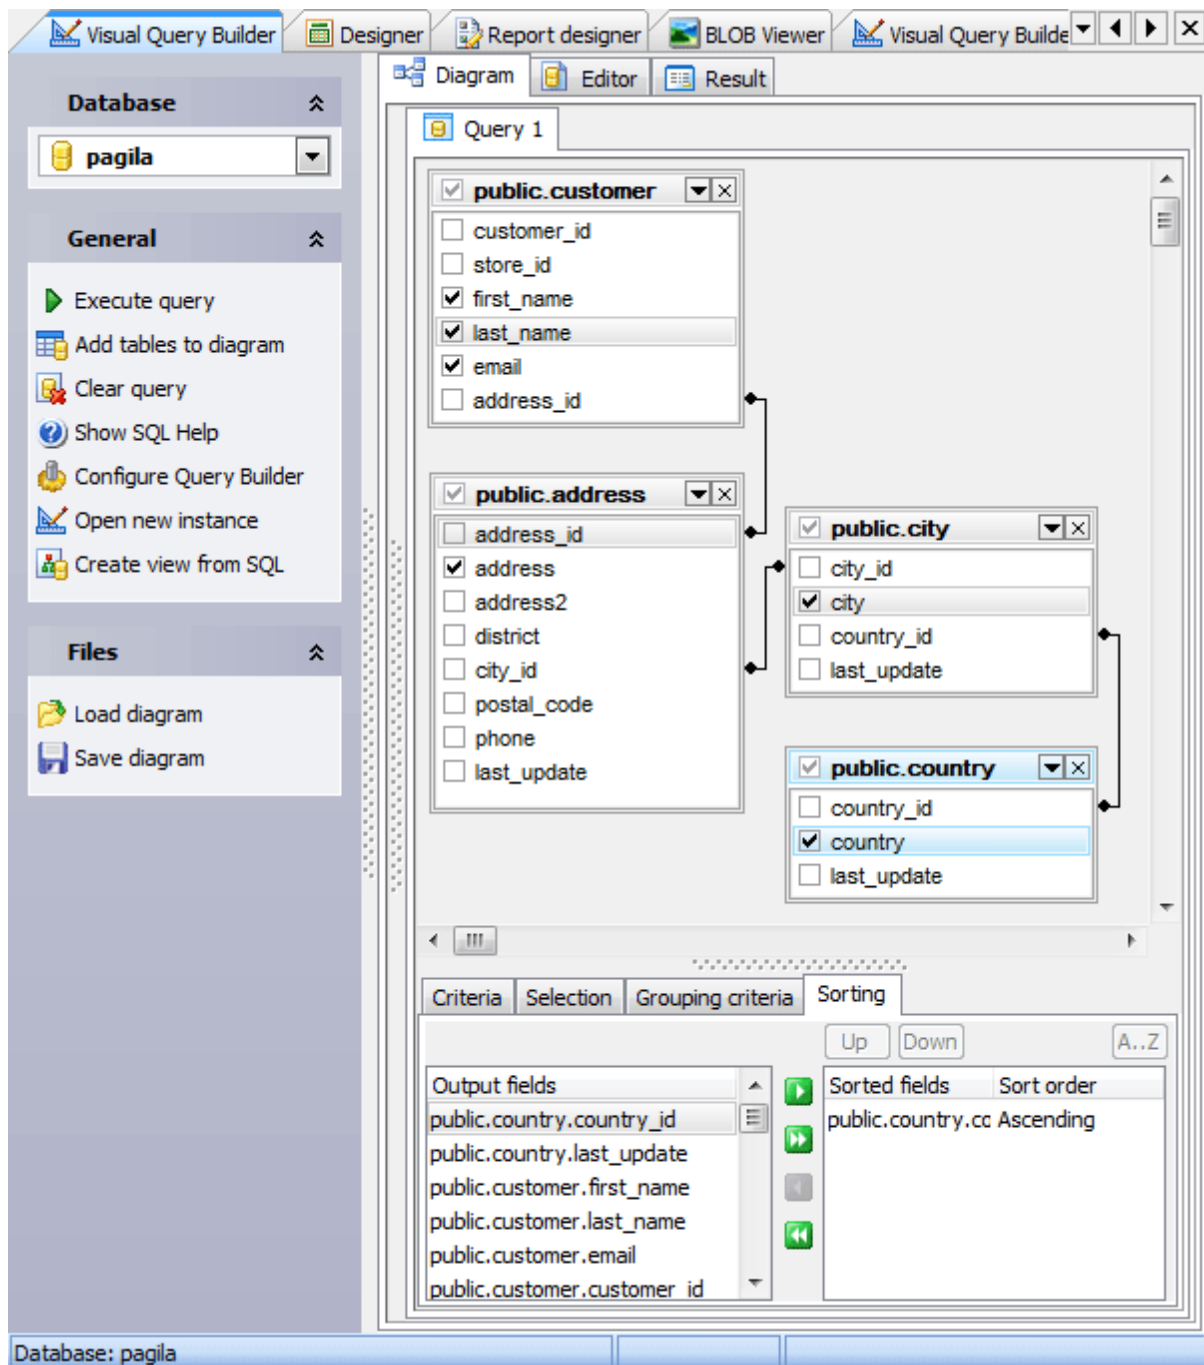 Visual Query Builder
Designer
Report designer
BLOB Viewer
Visual Query Builde
Database
pagila
General
Execute query
Add tables to diagram
Clear query
Show SQL Help
Configure Query Builder
Open new instance
Create view from SQL
Files
Load diagram
Save diagram
Diagram
Editor
Result
Query 1
public.customer
customer_id
store_id
first_name
last_name
email
address_id
public.address
address_id
address
address2
district
city_id
postal_code
phone
last_update
public.city
city_id
city
country_id
last_update
public.country
country_id
country
last_update
Criteria
Selection
Grouping criteria
Sorting
Up
Down
A..Z
Output fields
public.country.country_id
public.country.last_update
public.customer.first_name
public.customer.last_name
public.customer.email
public.customer.customer_id
Sorted fields Sort order
public.country.cc Ascending
Database: pagila